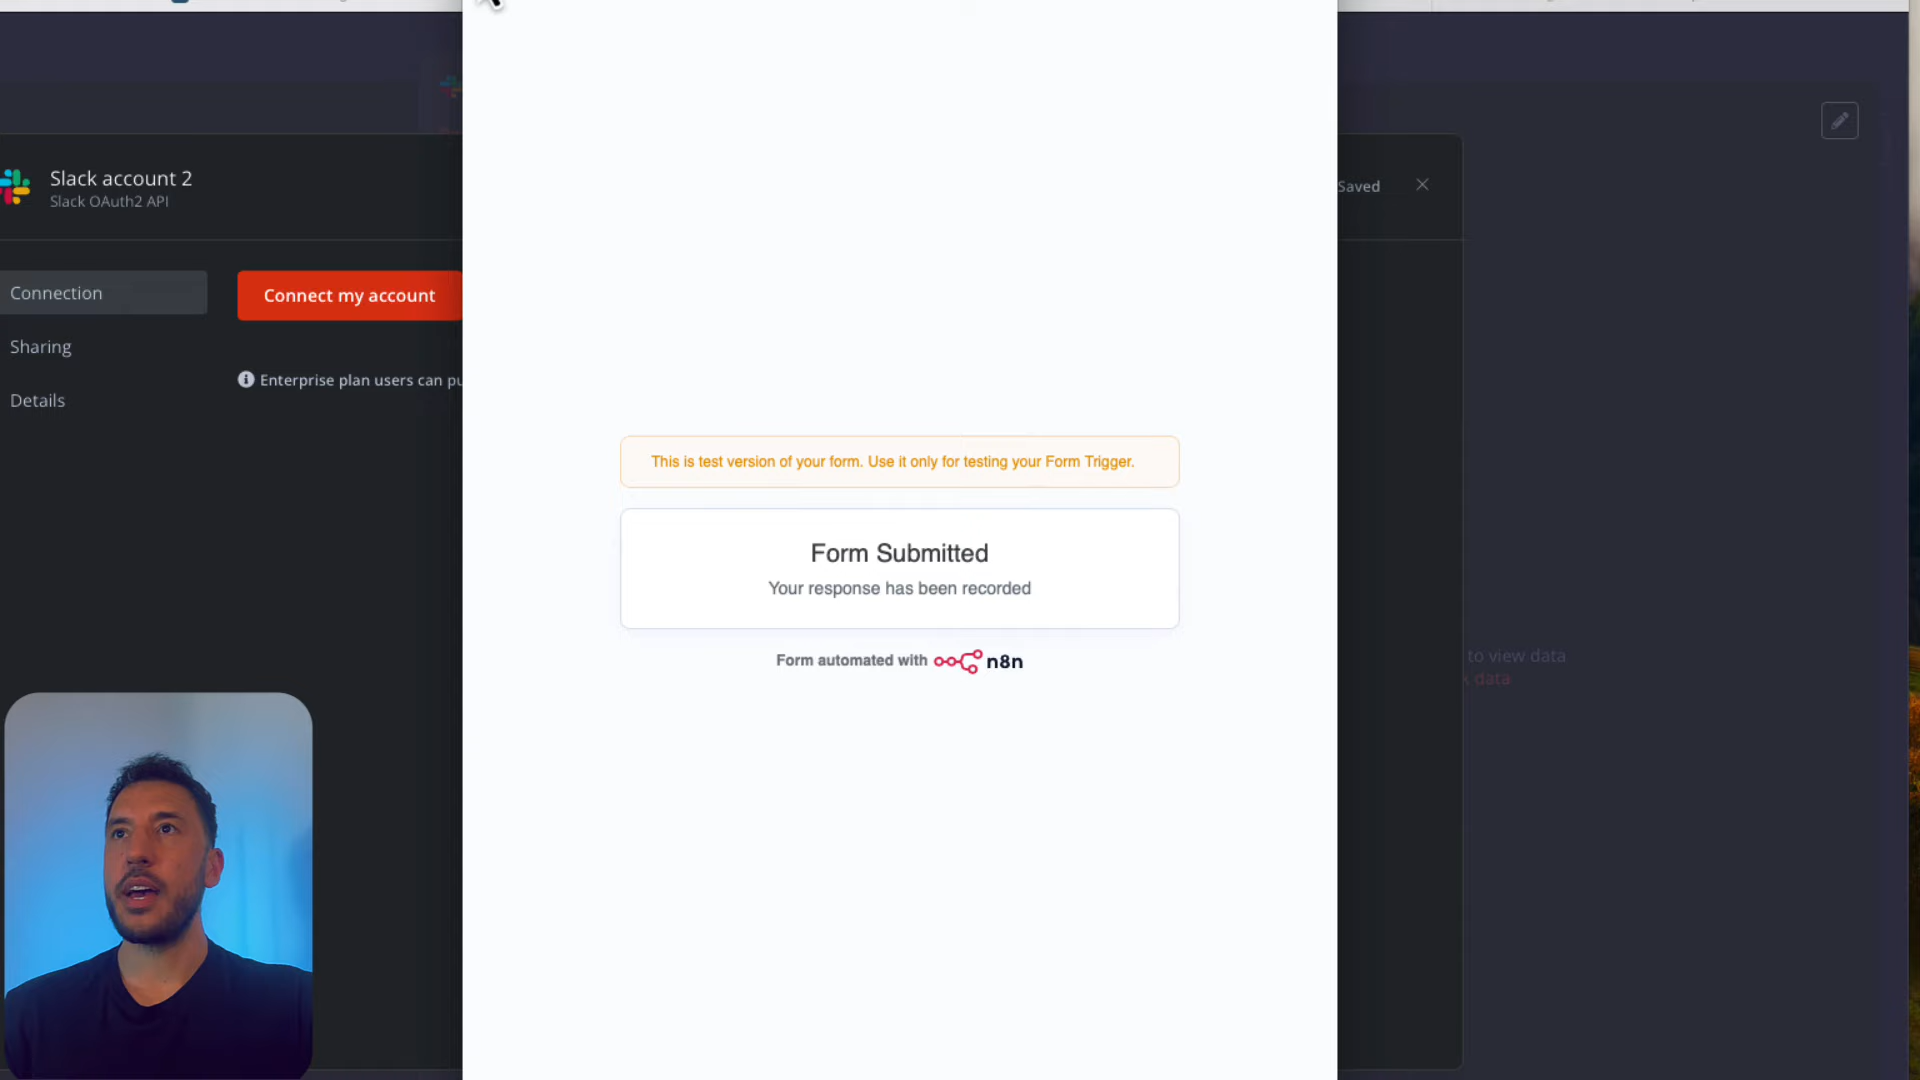 Slack account 2
Slack OAuth2 API
Saved
Connection
Sharing
Details
Connect my account
Enterprise plan users can
This is test version of your form. Use it only for testing your Form Trigger.
Form Submitted
Your response has been recorded
Form automated with n8n
to view data
data